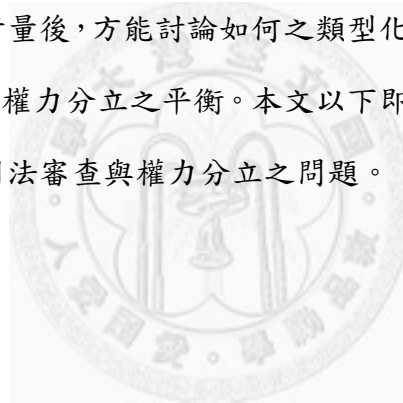 量後，方能討論如何之類型化
權力分立之平衡。本文以下即
法審查與權力分立之問題。